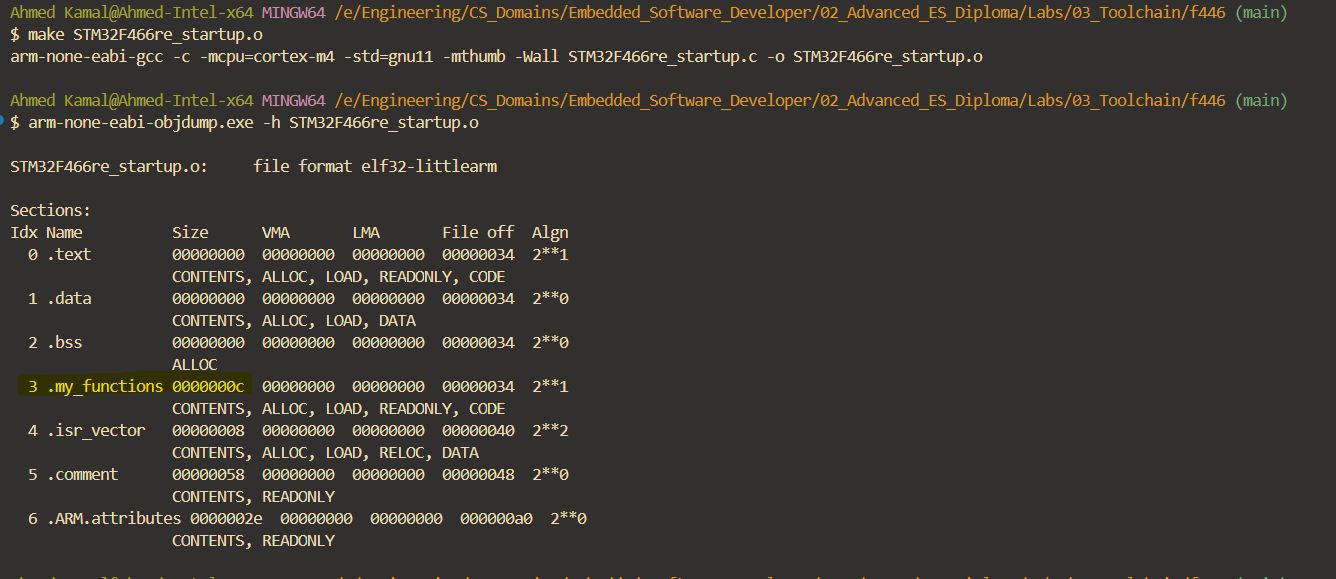 Ahmed Kamal@Ahmed-Intel-x64 MINGW64 /e/Engineering/CS_Domains/Embedded_Software_Developer/02_Advanced_ES_Diploma/Labs/03_Toolchain/f446 (main)
$ make STM32F466re_startup.o
arm-none-eabi-gcc -c -mcpu=cortex-m4 -std=gnu11 -mthumb -Wall STM32F466re_startup.c -o STM32F466re_startup.o
Ahmed Kamal@Ahmed-Intel-x64 MINGW64 /e/Engineering/CS_Domains/Embedded_Software_Developer/02_Advanced_ES_Diploma/Labs/03_Toolchain/f446 (main)
$ arm-none-eabi-objdump.exe -h STM32F466re_startup.o
STM32F466re_startup.o:     file format elf32-littlearm
Sections:
Idx Name          Size      VMA       LMA       File off  Algn
  0 .text         00000000  00000000  00000000  00000034  2**1
                  CONTENTS, ALLOC, LOAD, READONLY, CODE
  1 .data         00000000  00000000  00000000  00000034  2**0
                  CONTENTS, ALLOC, LOAD, DATA
  2 .bss          00000000  00000000  00000000  00000034  2**0
                  ALLOC
  3 .my_functions 0000000c  00000000  00000000  00000034  2**1
                  CONTENTS, ALLOC, LOAD, READONLY, CODE
  4 .isr_vector   00000008  00000000  00000000  00000040  2**2
                  CONTENTS, ALLOC, LOAD, RELOC, DATA
  5 .comment      00000058  00000000  00000000  00000048  2**0
                  CONTENTS, READONLY
  6 .ARM.attributes 0000002e  00000000  00000000  000000a0  2**0
                  CONTENTS, READONLY